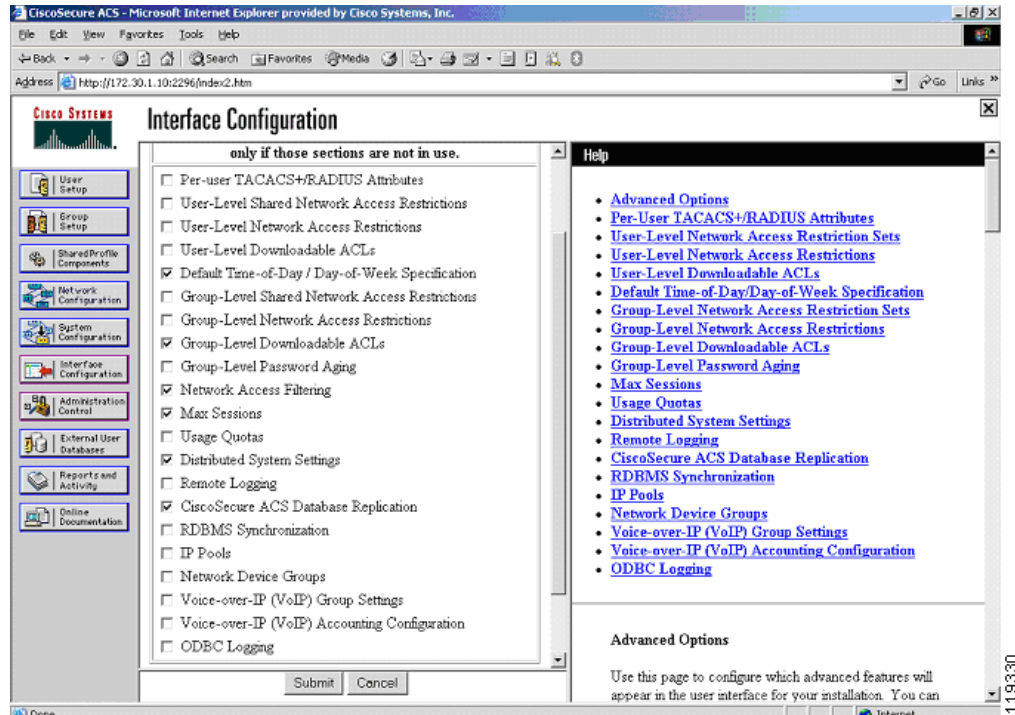 CiscoSecure ACS - Microsoft Internet Explorer provided by Cisco Systems, Inc.
File Edit View Favorites Tools Help
Back Search Favorites Media
Address http://172.30.1.10:2296/index2.htm Go Links »
CISCO SYSTEMS
Interface Configuration
User Setup
Group Setup
Shared Profile Components
Network Configuration
System Configuration
Interface Configuration
Administration Control
External User Databases
Reports and Activity
Online Documentation
only if those sections are not in use.
Per-user TACACS+/RADIUS Attributes
User-Level Shared Network Access Restrictions
User-Level Network Access Restrictions
User-Level Downloadable ACLs
Default Time-of-Day / Day-of-Week Specification
Group-Level Shared Network Access Restrictions
Group-Level Network Access Restrictions
Group-Level Downloadable ACLs
Group-Level Password Aging
Network Access Filtering
Max Sessions
Usage Quotas
Distributed System Settings
Remote Logging
CiscoSecure ACS Database Replication
RDBMS Synchronization
IP Pools
Network Device Groups
Voice-over-IP (VoIP) Group Settings
Voice-over-IP (VoIP) Accounting Configuration
ODBC Logging
Submit Cancel
Help
Advanced Options
Per-User TACACS+/RADIUS Attributes
User-Level Network Access Restriction Sets
User-Level Network Access Restrictions
User-Level Downloadable ACLs
Default Time-of-Day/Day-of-Week Specification
Group-Level Network Access Restriction Sets
Group-Level Network Access Restrictions
Group-Level Downloadable ACLs
Group-Level Password Aging
Max Sessions
Usage Quotas
Distributed System Settings
Remote Logging
CiscoSecure ACS Database Replication
RDBMS Synchronization
IP Pools
Network Device Groups
Voice-over-IP (VoIP) Group Settings
Voice-over-IP (VoIP) Accounting Configuration
ODBC Logging
Advanced Options
Use this page to configure which advanced features will
appear in the user interface for your installation. You can
Done Internet
119330